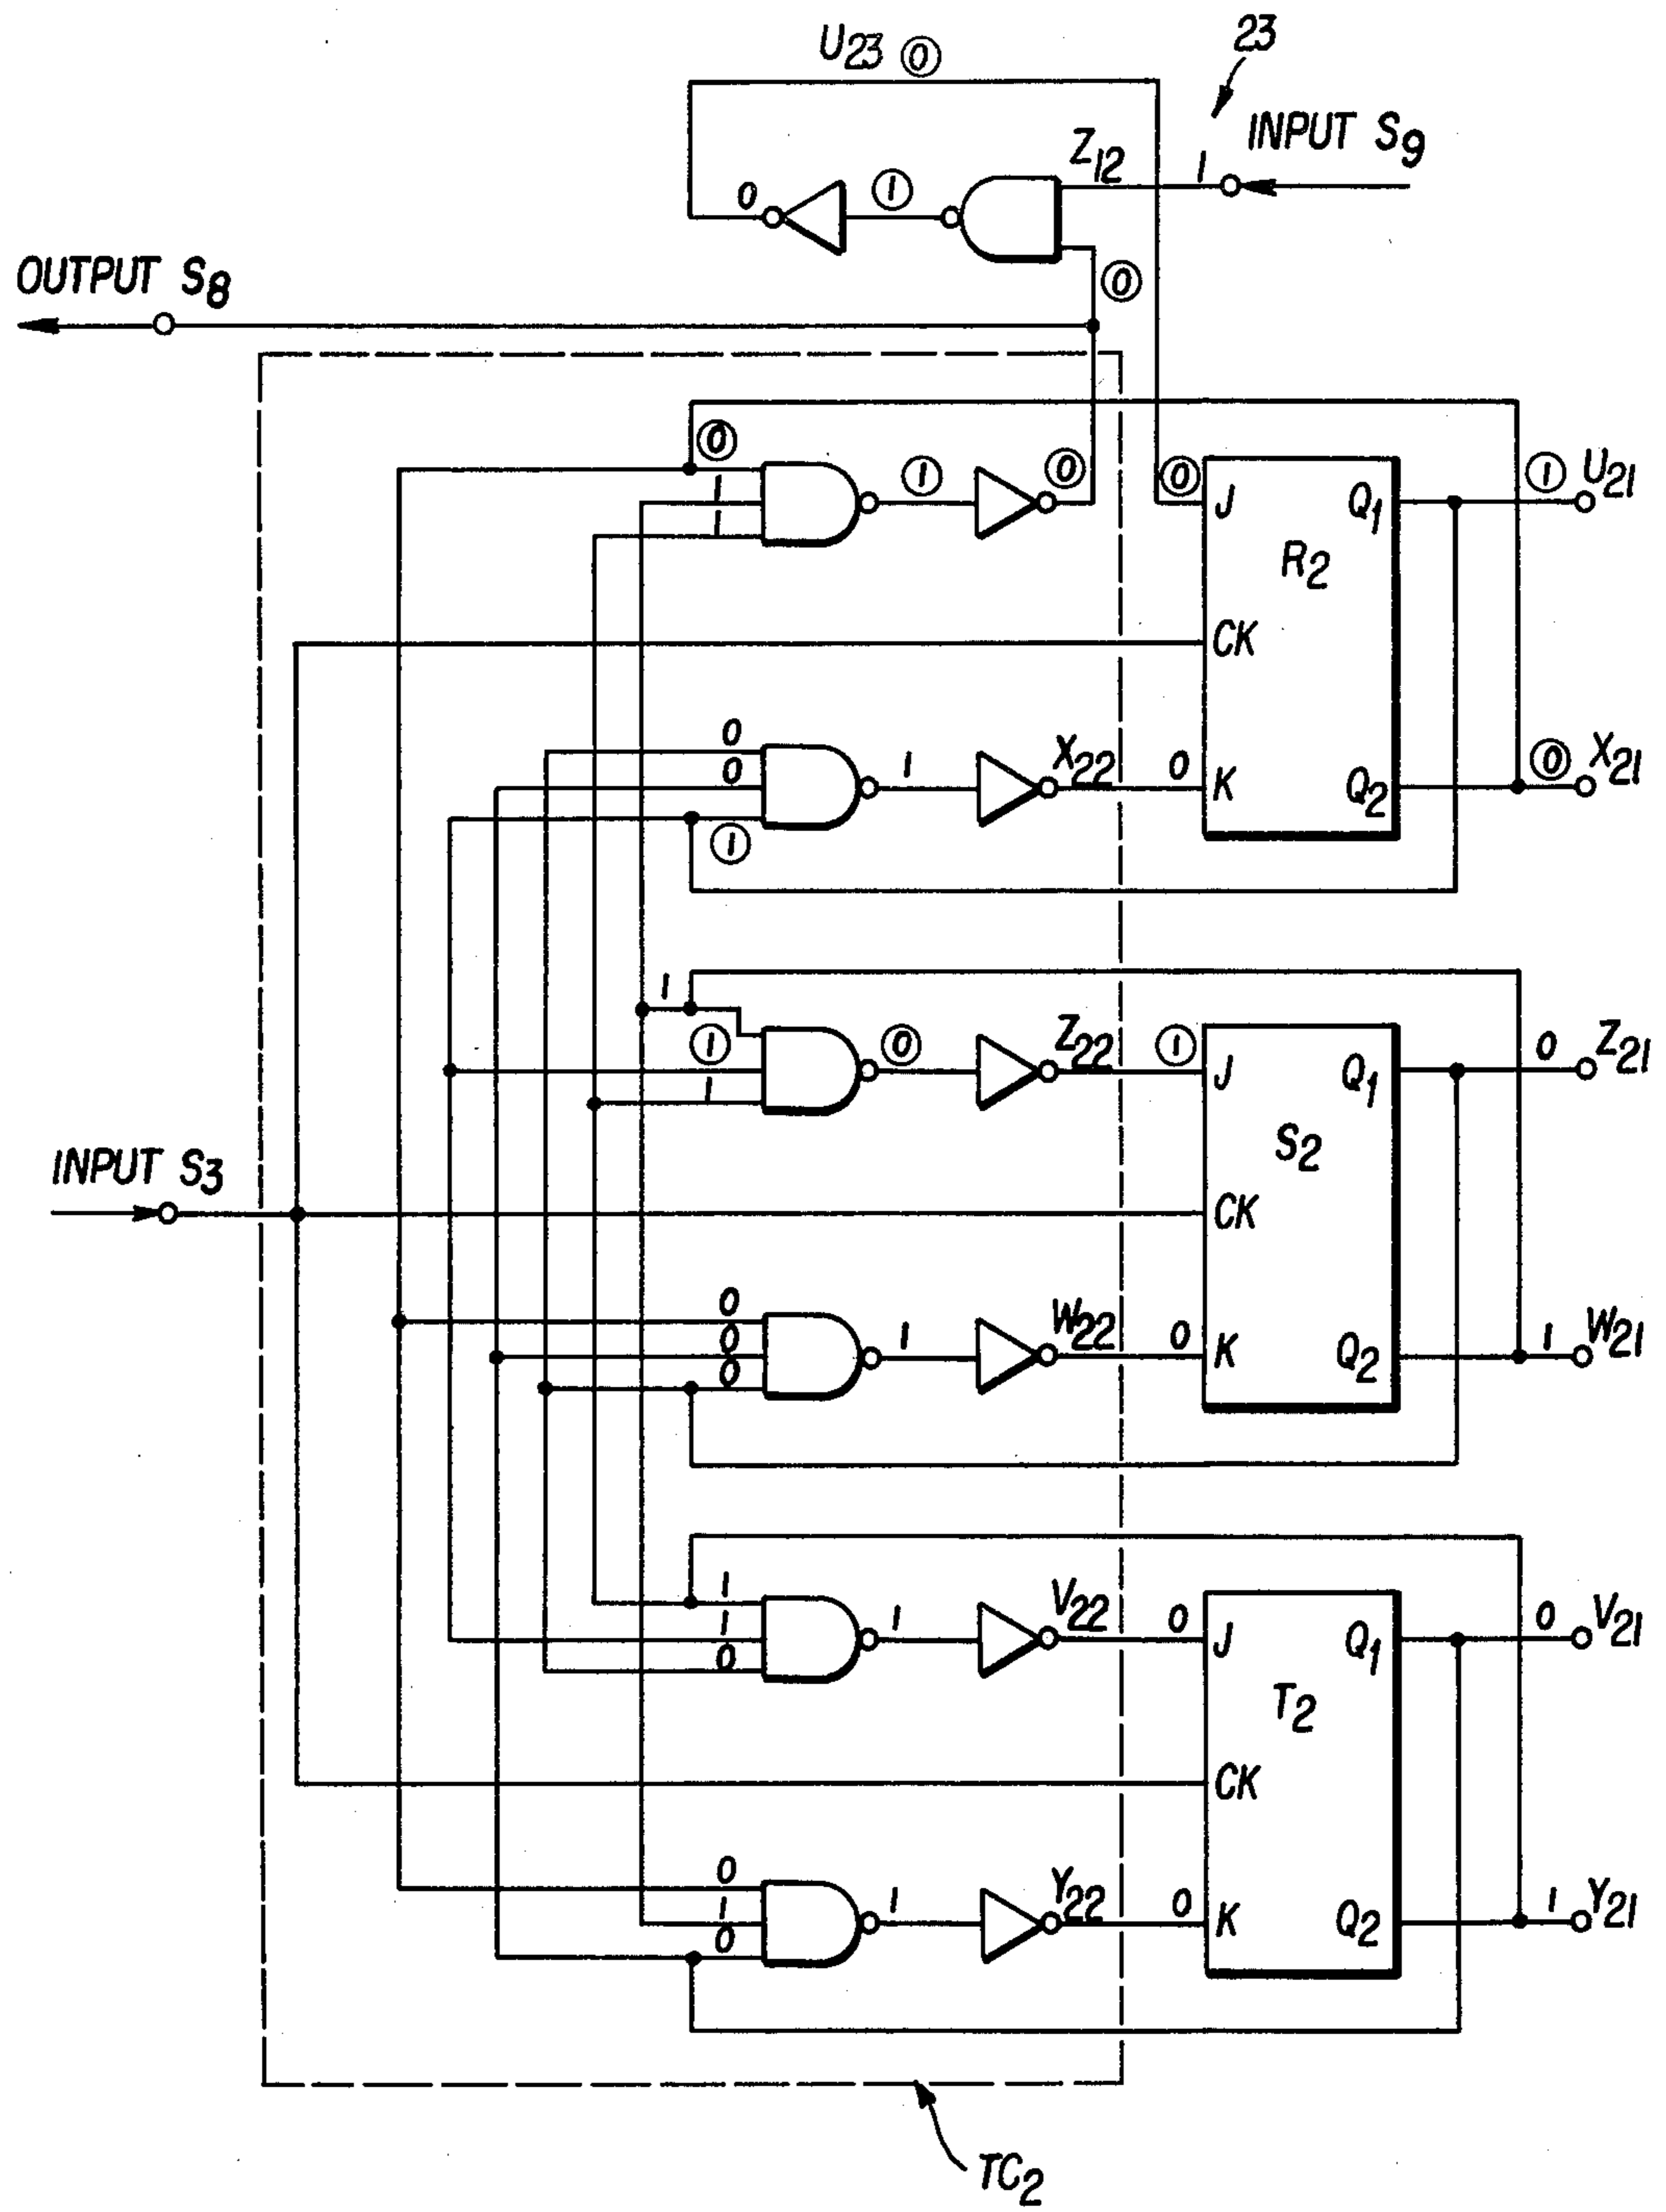 U23 ⓪
23
INPUT S9
Z12
1
0
①
OUTPUT S8
⓪
⓪
1
1
①
⓪
⓪
J
Q1
①
U21
R2
CK
0
0
①
1
X22
0
K
Q2
⓪
X21
1
①
1
⓪
Z22
①
J
Q1
0
Z21
S2
INPUT S3
CK
0
0
0
1
W22
0
K
Q2
1
W21
1
1
0
1
V22
0
J
Q1
0
V21
T2
CK
0
1
0
1
Y22
0
K
Q2
1
Y21
TC2